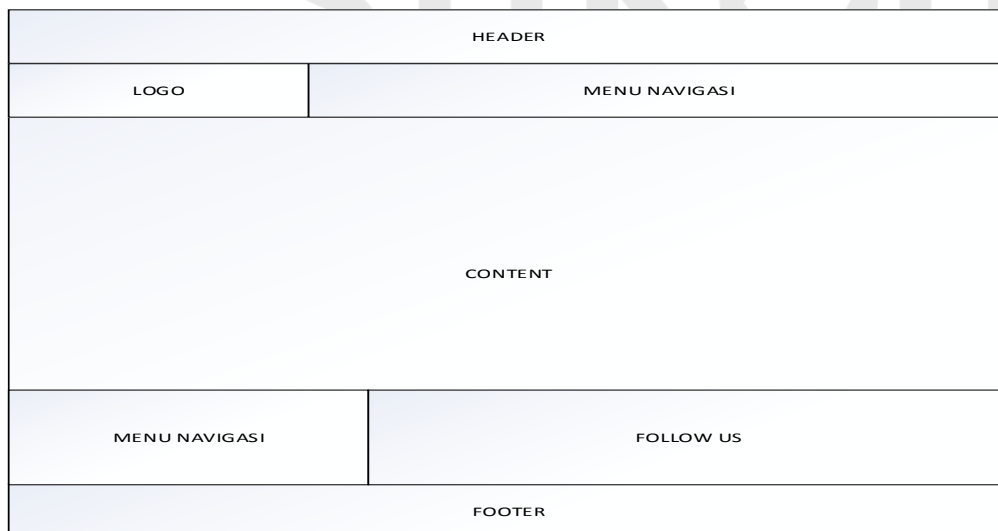 HEADER
LOGO
MENU NAVIGASI
CONTENT
MENU NAVIGASI
FOLLOW US
FOOTER